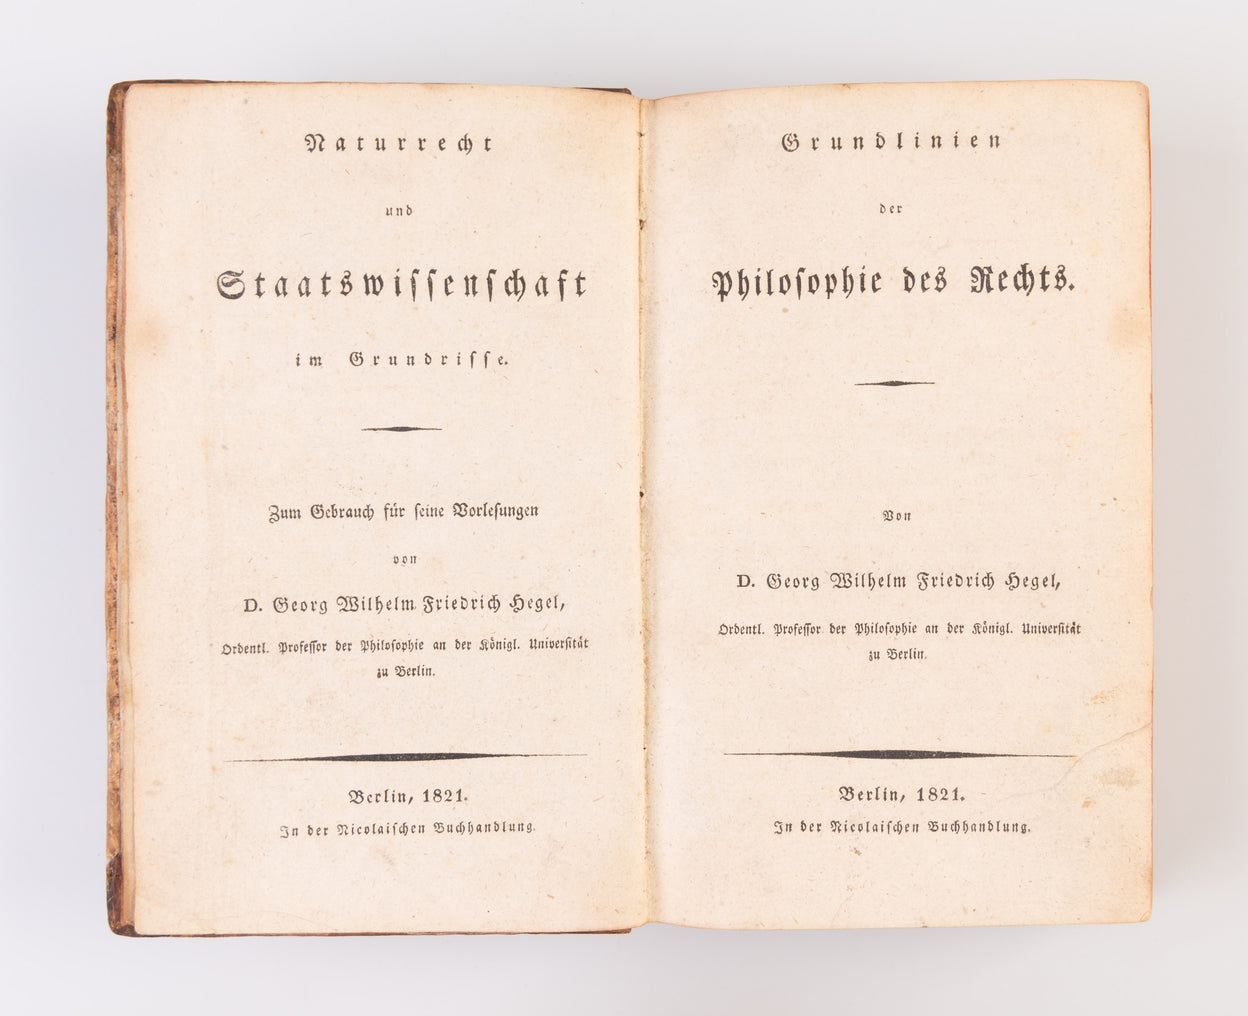 Naturrecht
und
Staatswiſſenſchaft
im Grundriſſe.
Zum Gebrauch für ſeine Vorleſungen
von
D. Georg Wilhelm Friedrich Hegel,
Ordentl. Profeſſor der Philoſophie an der Königl. Univerſität
zu Berlin.
Berlin, 1821.
In der Nicolaiſchen Buchhandlung.
Grundlinien
der
Philoſophie des Rechts.
Von
D. Georg Wilhelm Friedrich Hegel,
Ordentl. Profeſſor der Philoſophie an der Königl. Univerſität
zu Berlin.
Berlin, 1821.
In der Nicolaiſchen Buchhandlung.